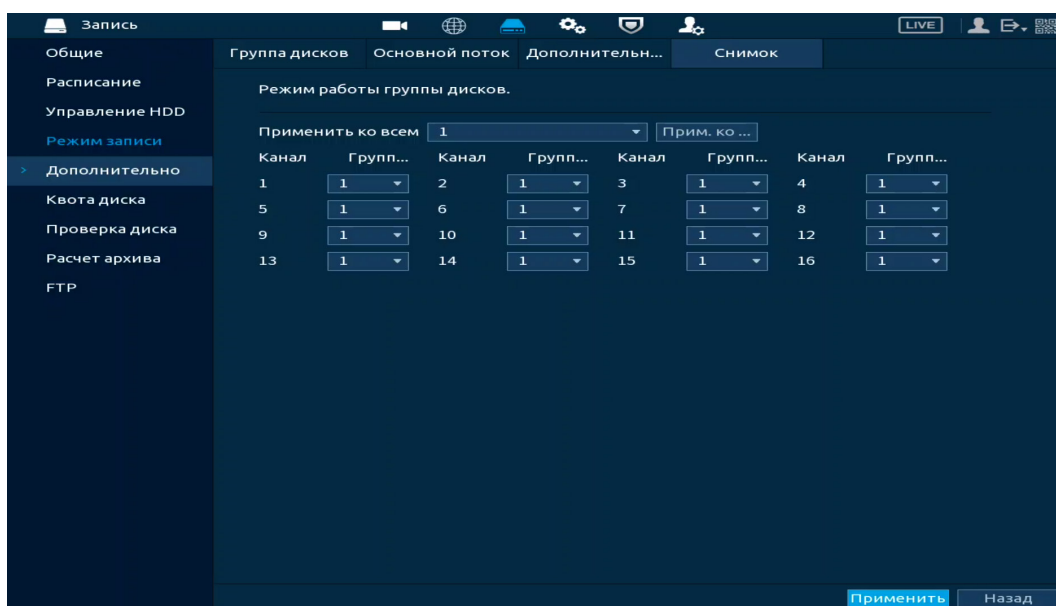 Запись LIVE
Общие
Расписание
Управление HDD
Режим записи
> Дополнительно
Квота диска
Проверка диска
Расчет архива
FTP
Группа дисков Основной поток Дополнительн... Снимок
Режим работы группы дисков.
Применить ко всем 1 Прим. ко ...
Канал Групп... Канал Групп... Канал Групп... Канал Групп...
1 1 2 1 3 1 4 1
5 1 6 1 7 1 8 1
9 1 10 1 11 1 12 1
13 1 14 1 15 1 16 1
Применить Назад